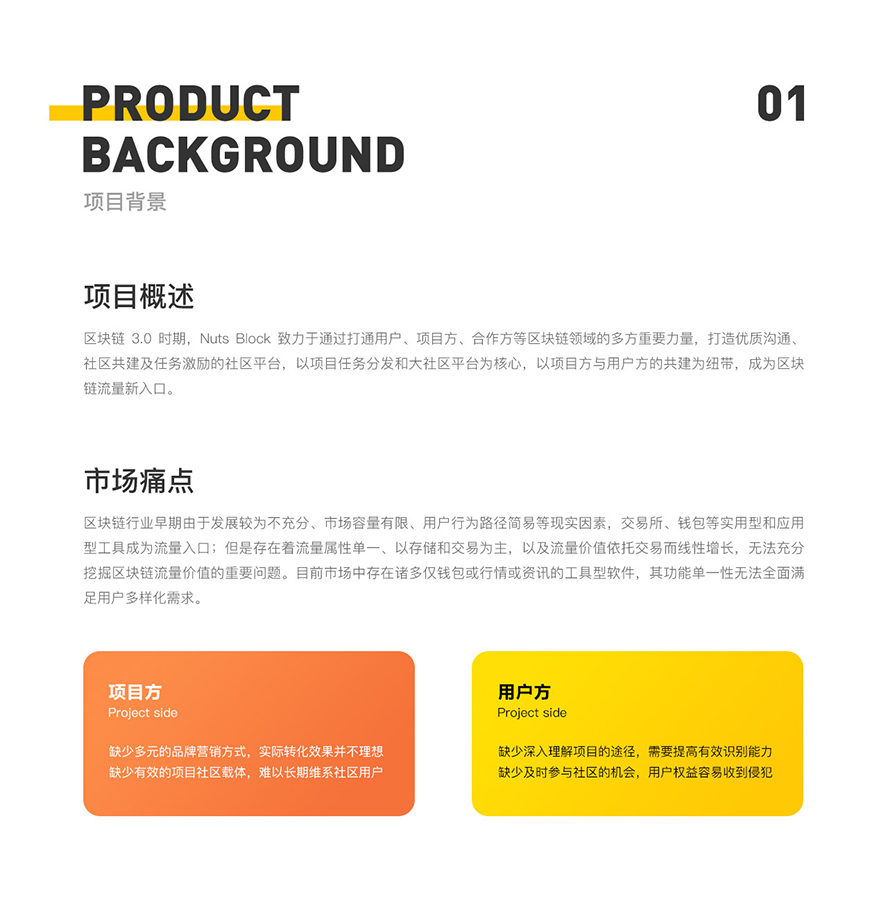 PRODUCT
01
BACKGROUND
项目背景
项目概述
区块链 3.0 时期，Nuts Block 致力于通过打通用户、项目方、合作方等区块链领域的多方重要力量，打造优质沟通、
社区共建及任务激励的社区平台，以项目任务分发和大社区平台为核心，以项目方与用户方的共建为纽带，成为区块
链流量新入口。
市场痛点
区块链行业早期由于发展较为不充分、市场容量有限、用户行为路径简易等现实因素，交易所、钱包等实用型和应用
型工具成为流量入口；但是存在着流量属性单一、以存储和交易为主，以及流量价值依托交易而线性增长，无法充分
挖掘区块链流量价值的重要问题。目前市场中存在诸多仅钱包或行情或资讯的工具型软件，其功能单一性无法全面满
足用户多样化需求。
项目方
Project side
缺少多元的品牌营销方式，实际转化效果并不理想
缺少有效的项目社区载体，难以长期维系社区用户
用户方
Project side
缺少深入理解项目的途径，需要提高有效识别能力
缺少及时参与社区的机会，用户权益容易收到侵犯